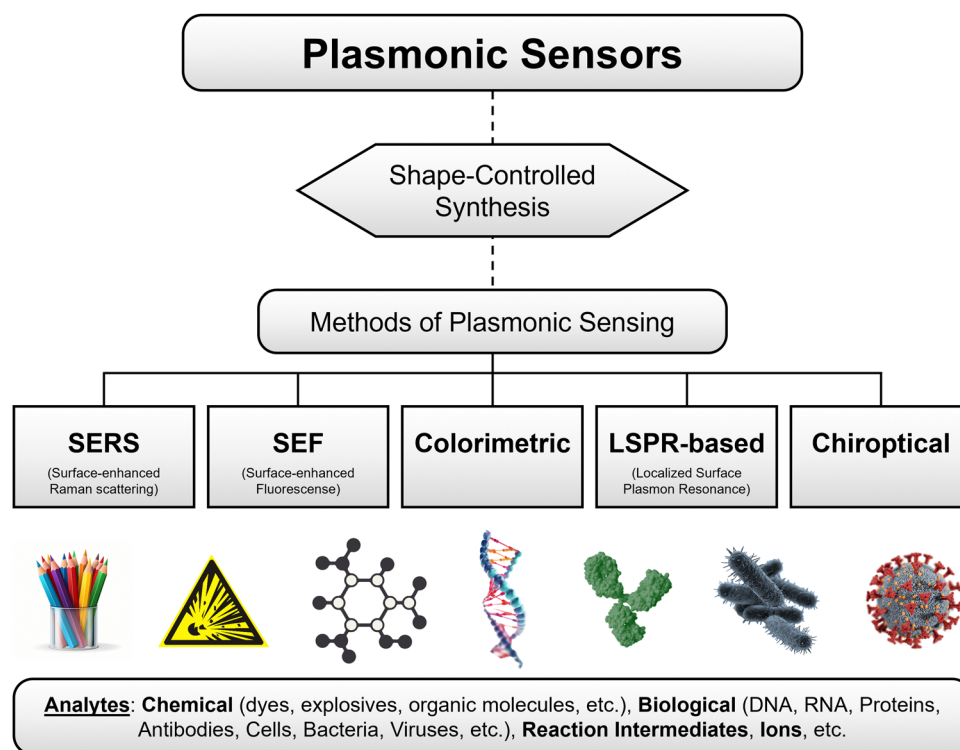 Plasmonic Sensors
Shape-Controlled
Synthesis
Methods of Plasmonic Sensing
SERS
(Surface-enhanced
Raman scattering)
SEF
(Surface-enhanced
Fluorescense)
Colorimetric
LSPR-based
(Localized Surface
Plasmon Resonance)
Chiroptical
Analytes: Chemical (dyes, explosives, organic molecules, etc.), Biological (DNA, RNA, Proteins,
Antibodies, Cells, Bacteria, Viruses, etc.), Reaction Intermediates, Ions, etc.